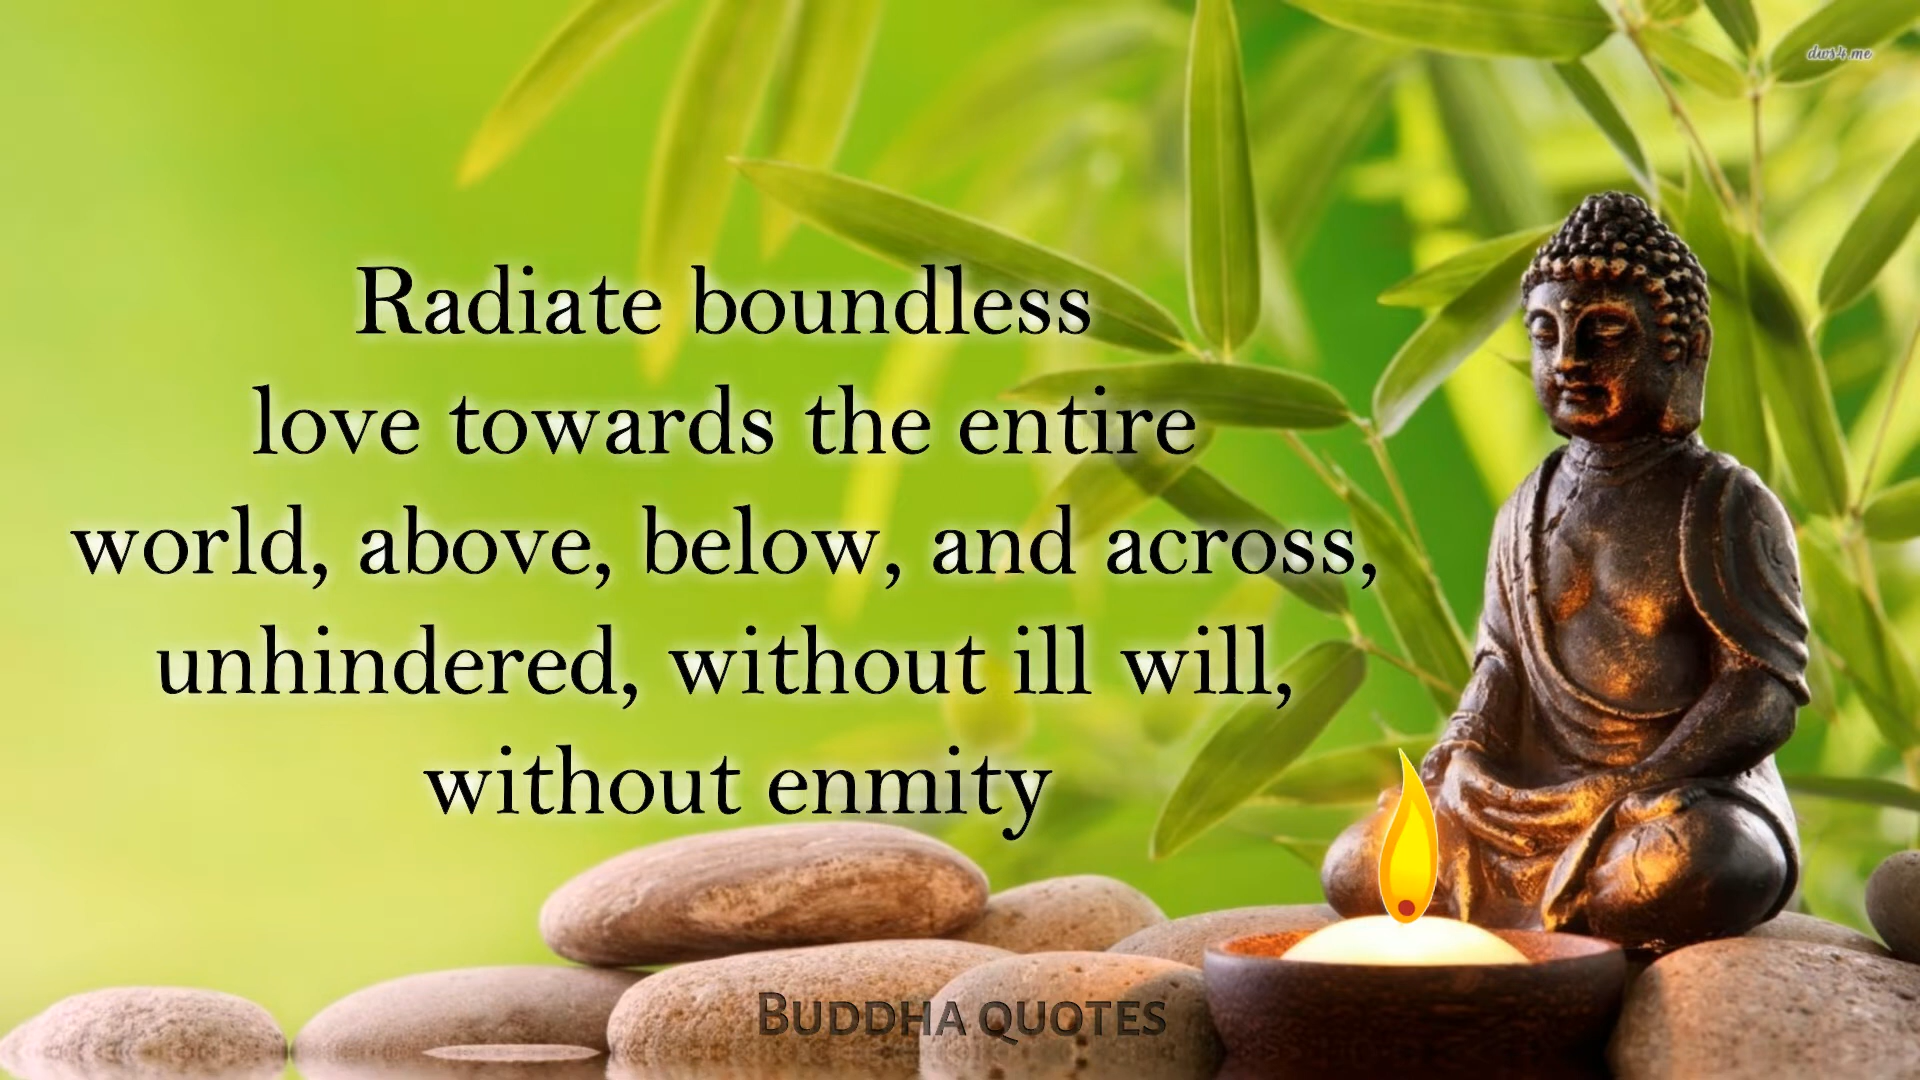 Radiate boundless
love towards the entire
world, above, below, and across,
unhindered, without ill will,
without enmity
BUDDHA QUOTES